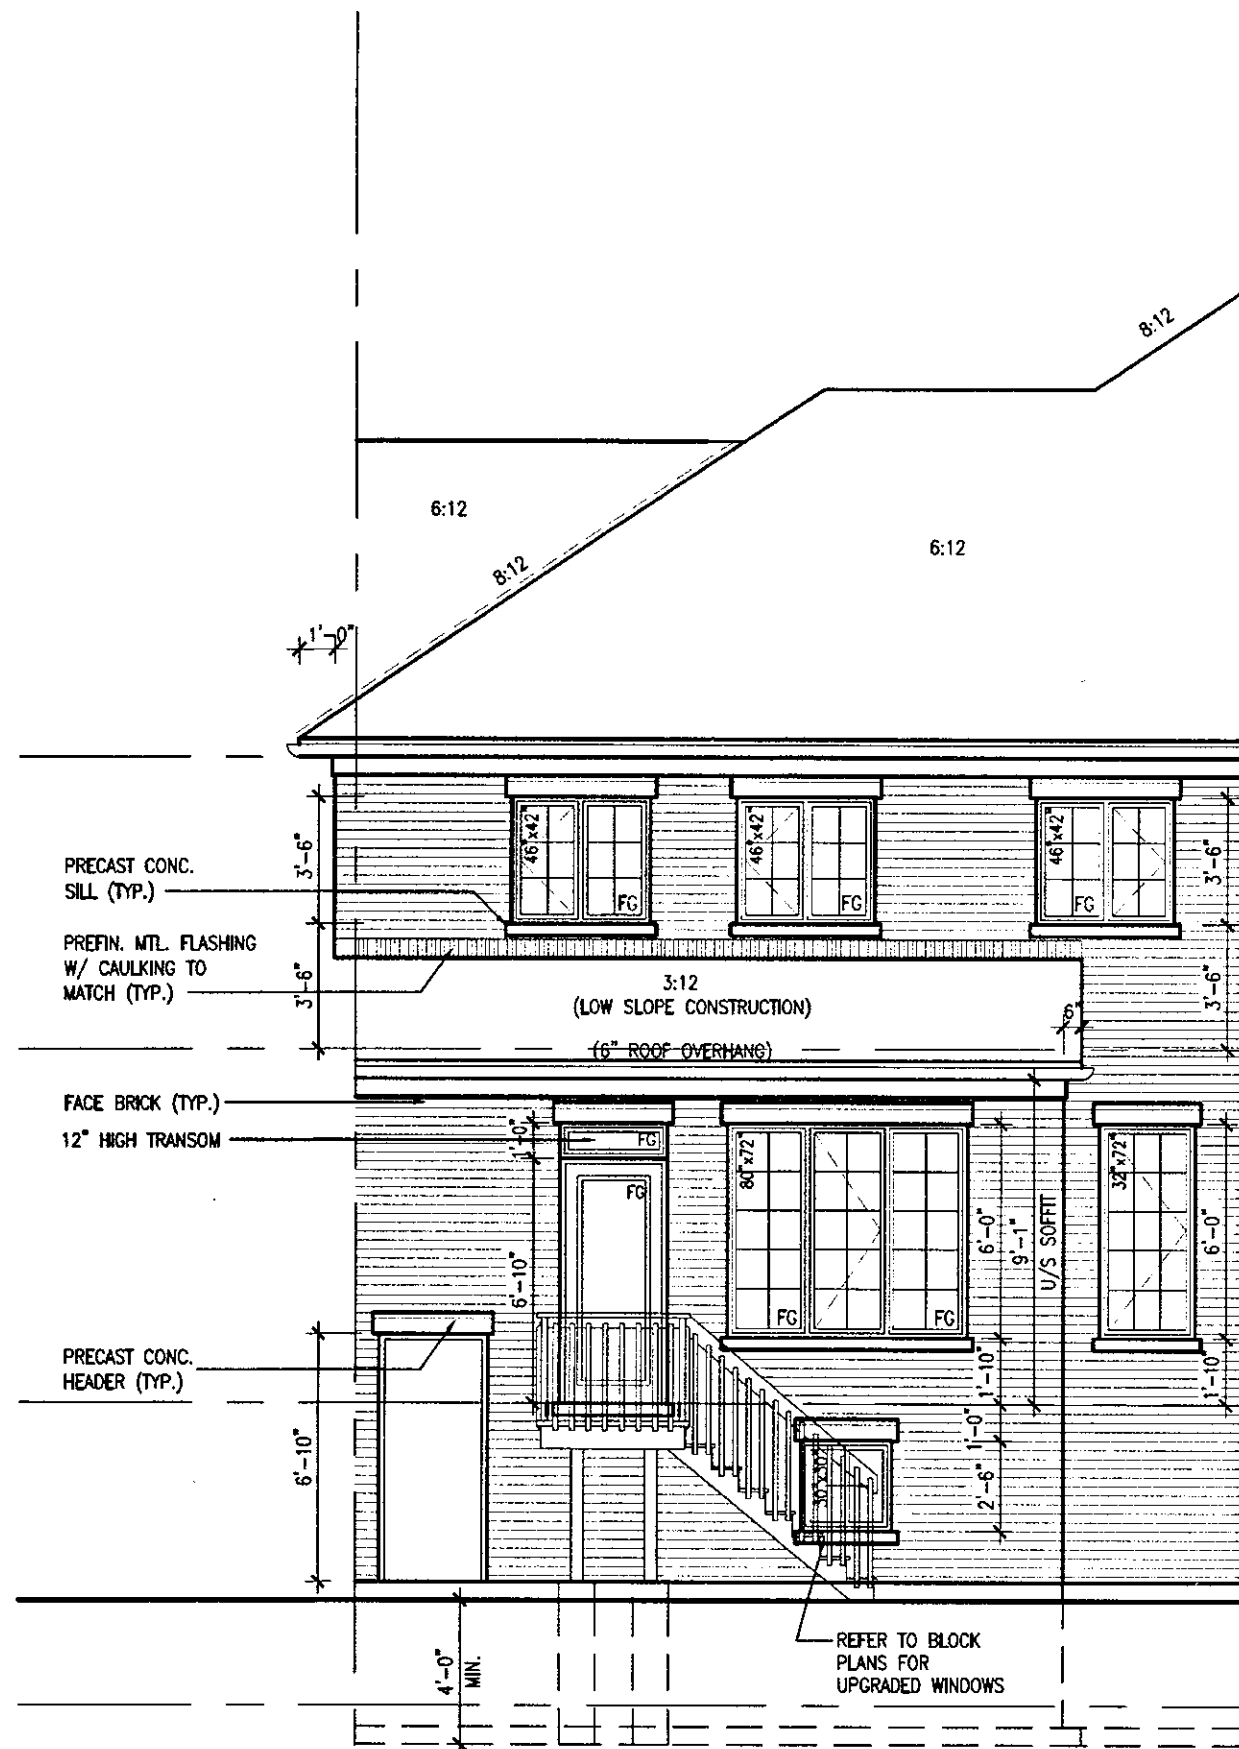 8:12
6:12
6:12
8:12
1'-0"
46"x42"
FG
46"x42"
FG
46"x42"
FG
3'-6"
3'-6"
PRECAST CONC.
SILL (TYP.)
PREFIN. MTL. FLASHING
W/ CAULKING TO
MATCH (TYP.)
3'-6"
3'-6"
3:12
(LOW SLOPE CONSTRUCTION)
6"
(6" ROOF OVERHANG)
FACE BRICK (TYP.)
12" HIGH TRANSOM
1'-0"
FG
FG
80"x72"
FG
FG
32"x72"
6'-0"
9'-1"
U/S SOFFIT
6'-0"
6'-10"
PRECAST CONC.
HEADER (TYP.)
1'-10"
1'-10"
1'-0"
6'-10"
30"x30"
2'-6"
REFER TO BLOCK
PLANS FOR
UPGRADED WINDOWS
4'-0"
MIN.